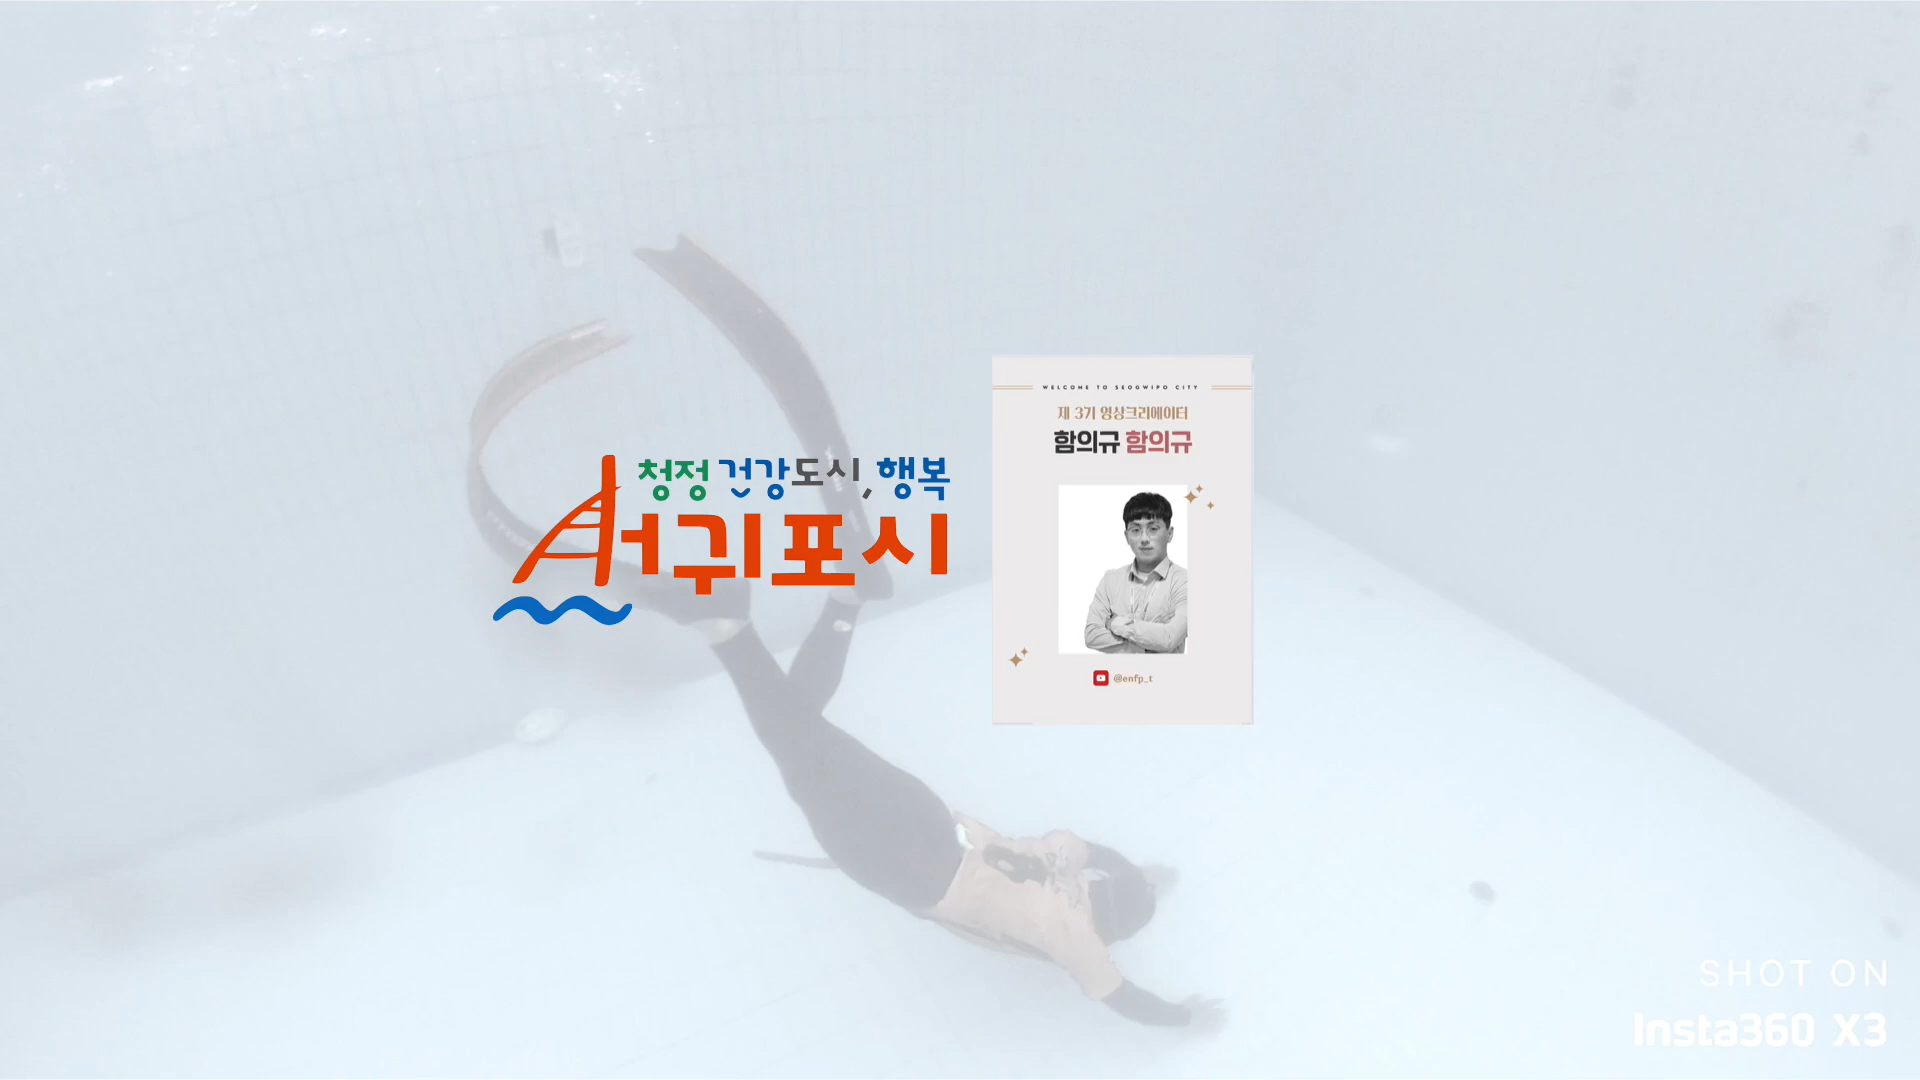 청정 건강도시, 행복
서귀포시
WELCOME TO SEOGWIPO CITY
제 3기 영상크리에이터
함의규 함의규
@enfp_t
SHOT ON
Insta360 X3